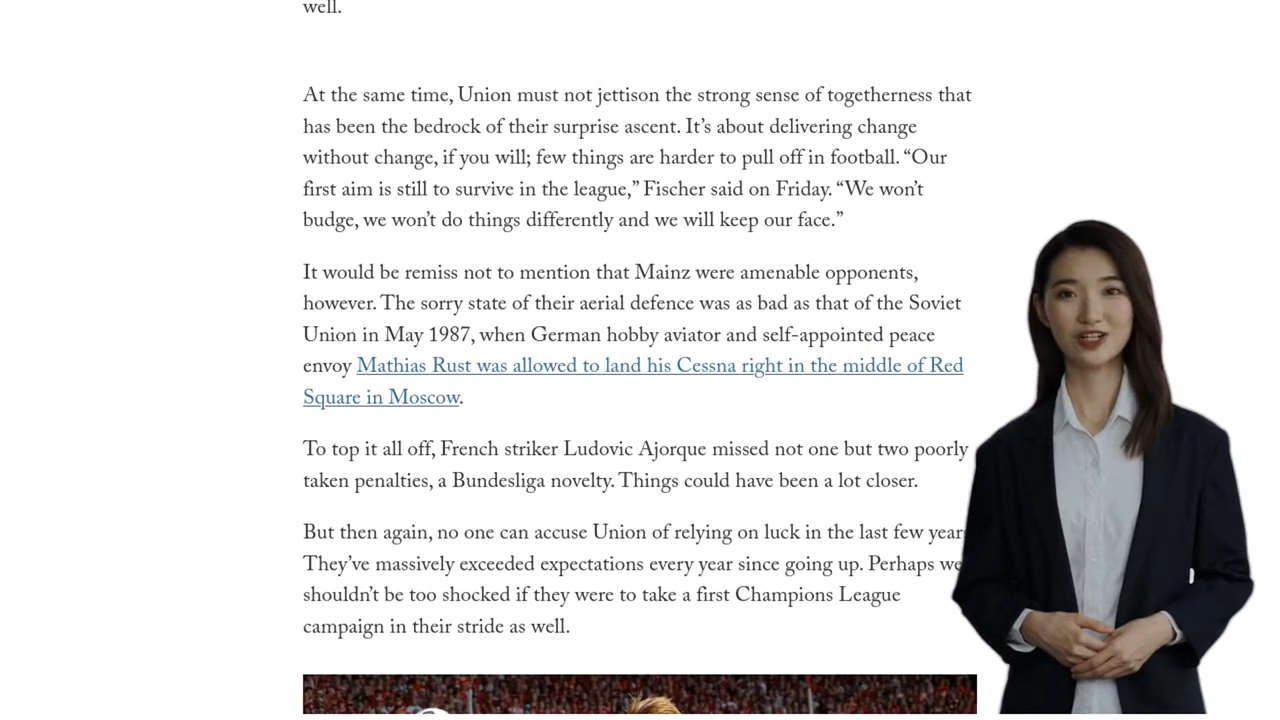 well.
At the same time, Union must not jettison the strong sense of togetherness that
has been the bedrock of their surprise ascent. It’s about delivering change
without change, if you will; few things are harder to pull off in football. “Our
first aim is still to survive in the league,” Fischer said on Friday. “We won’t
budge, we won’t do things differently and we will keep our face.”
It would be remiss not to mention that Mainz were amenable opponents,
however. The sorry state of their aerial defence was as bad as that of the Soviet
Union in May 1987, when German hobby aviator and self-appointed peace
envoy Mathias Rust was allowed to land his Cessna right in the middle of Red
Square in Moscow.
To top it all off, French striker Ludovic Ajorque missed not one but two poorly
taken penalties, a Bundesliga novelty. Things could have been a lot closer.
But then again, no one can accuse Union of relying on luck in the last few year
They’ve massively exceeded expectations every year since going up. Perhaps we
shouldn’t be too shocked if they were to take a first Champions League
campaign in their stride as well.